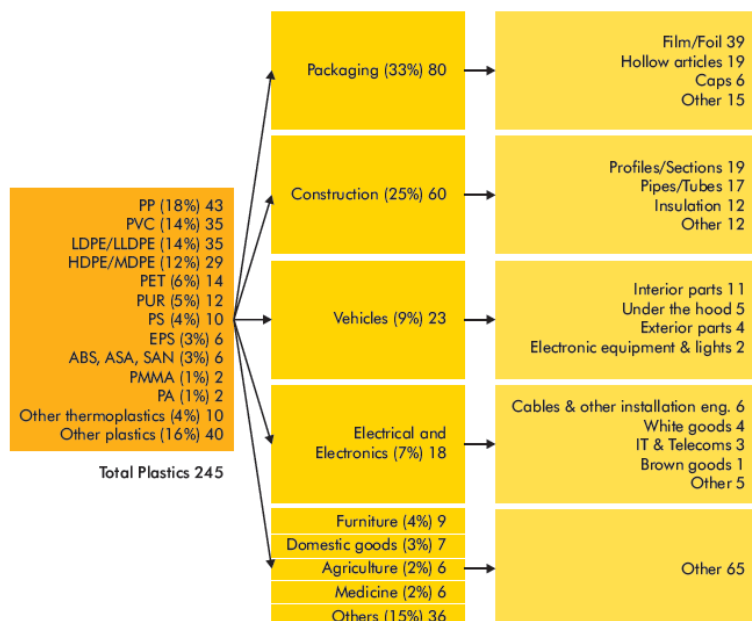 PP (18%) 43
PVC (14%) 35
LDPE/LLDPE (14%) 35
HDPE/MDPE (12%) 29
PET (6%) 14
PUR (5%) 12
PS (4%) 10
EPS (3%) 6
ABS, ASA, SAN (3%) 6
PMMA (1%) 2
PA (1%) 2
Other thermoplastics (4%) 10
Other plastics (16%) 40
Total Plastics 245
Packaging (33%) 80
Film/Foil 39
Hollow articles 19
Caps 6
Other 15
Construction (25%) 60
Profiles/Sections 19
Pipes/Tubes 17
Insulation 12
Other 12
Vehicles (9%) 23
Interior parts 11
Under the hood 5
Exterior parts 4
Electronic equipment & lights 2
Electrical and
Electronics (7%) 18
Cables & other installation eng. 6
White goods 4
IT & Telecoms 3
Brown goods 1
Other 5
Furniture (4%) 9
Domestic goods (3%) 7
Agriculture (2%) 6
Medicine (2%) 6
Others (15%) 36
Other 65